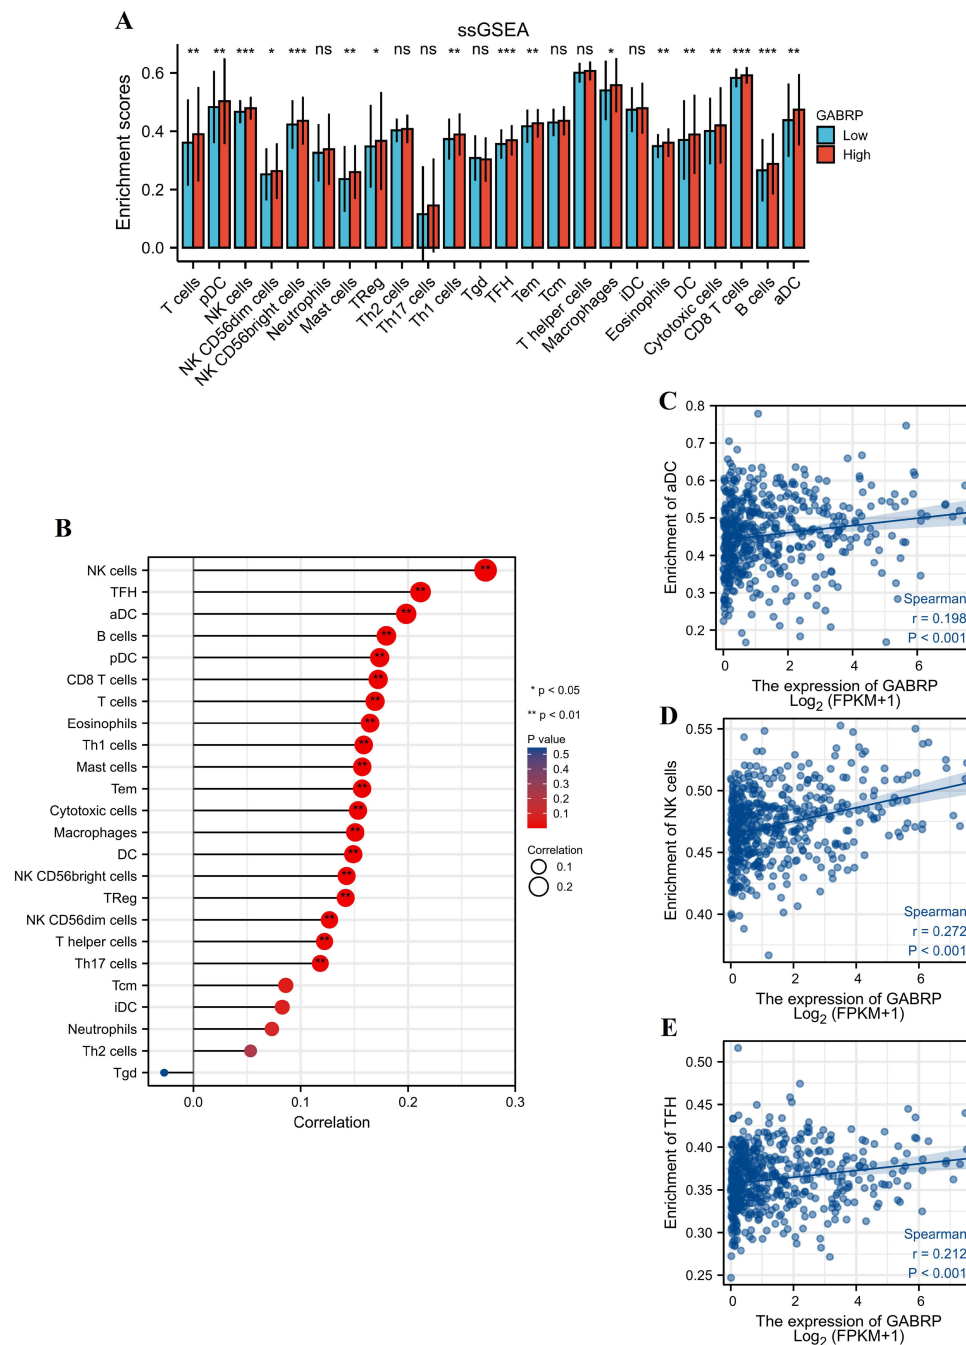 A
ssGSEA
** ** *** * *** ns ** * ns ns ** ns *** ** ns ** * ns ** ** ** *** *** **
Enrichment scores
0.6
0.4
0.2
0.0
GABRP
Low
High
T cells
pDC
NK cells
NK CD56dim cells
NK CD56bright cells
Neutrophils
Mast cells
TReg
Th2 cells
Th17 cells
Th1 cells
Tgd
TFH
Tem
Tcm
T helper cells
Macrophages
iDC
Eosinophils
DC
Cytotoxic cells
CD8 T cells
B cells
aDC
B
NK cells **
TFH **
aDC **
B cells **
pDC **
CD8 T cells **
T cells **
Eosinophils **
Th1 cells **
Mast cells **
Tem **
Cytotoxic cells **
Macrophages **
DC **
NK CD56bright cells **
TReg **
NK CD56dim cells **
T helper cells **
Th17 cells **
Tcm
iDC
Neutrophils
Th2 cells
Tgd
0.0 0.1 0.2 0.3
Correlation
* p < 0.05
** p < 0.01
P value
0.5
0.4
0.3
0.2
0.1
Correlation
0.1
0.2
C
Enrichment of aDC
0.8
0.7
0.6
0.5
0.4
0.3
0.2
Spearman
r = 0.198
P < 0.001
0 2 4 6
The expression of GABRP
Log2 (FPKM+1)
D
Enrichment of NK cells
0.55
0.50
0.45
0.40
Spearman
r = 0.272
P < 0.001
0 2 4 6
The expression of GABRP
Log2 (FPKM+1)
E
Enrichment of TFH
0.50
0.45
0.40
0.35
0.30
0.25
Spearman
r = 0.212
P < 0.001
0 2 4 6
The expression of GABRP
Log2 (FPKM+1)